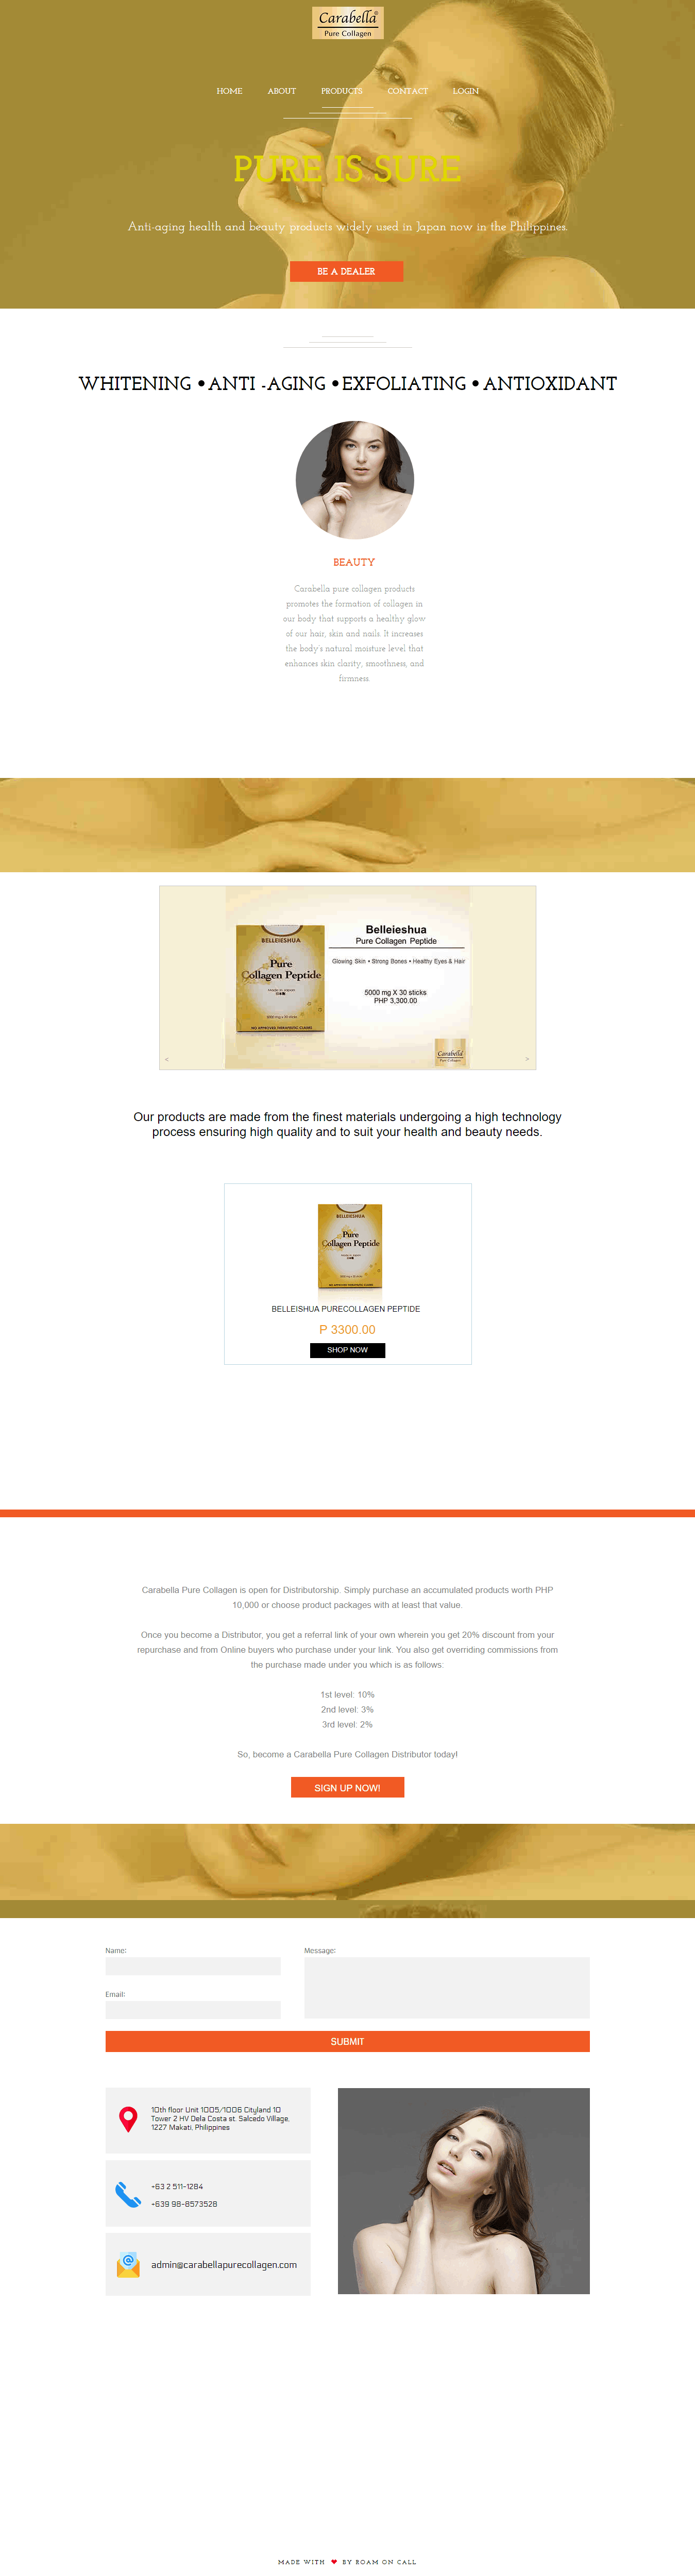 Carabella®
Pure Collagen
HOME ABOUT PRODUCTS CONTACT LOGIN
PURE IS SURE
Anti-aging health and beauty products widely used in Japan now in the Philippines.
BE A DEALER
WHITENING • ANTI -AGING • EXFOLIATING • ANTIOXIDANT
BEAUTY
Carabella pure collagen products
promotes the formation of collagen in
our body that supports a healthy glow
of our hair, skin and nails. It increases
the body's natural moisture level that
enhances skin clarity, smoothness, and
firmness.
BELLEIESHUA
Pure
Collagen Peptide
Made in Japan
5000 mg x 30 sticks
NO APPROVED THERAPEUTIC CLAIMS
Belleieshua
Pure Collagen Peptide
Glowing Skin • Strong Bones • Healthy Eyes & Hair
5000 mg X 30 sticks
PHP 3,300.00
Carabella
Pure Collagen
< >
Our products are made from the finest materials undergoing a high technology
process ensuring high quality and to suit your health and beauty needs.
BELLEIESHUA
Pure
Collagen Peptide
BELLEISHUA PURECOLLAGEN PEPTIDE
P 3300.00
SHOP NOW
Carabella Pure Collagen is open for Distributorship. Simply purchase an accumulated products worth PHP
10,000 or choose product packages with at least that value.
Once you become a Distributor, you get a referral link of your own wherein you get 20% discount from your
repurchase and from Online buyers who purchase under your link. You also get overriding commissions from
the purchase made under you which is as follows:
1st level: 10%
2nd level: 3%
3rd level: 2%
So, become a Carabella Pure Collagen Distributor today!
SIGN UP NOW!
Name:
Message:
Email:
SUBMIT
10th floor Unit 1005/1006 Cityland 10
Tower 2 HV Dela Costa st. Salcedo Village,
1227 Makati, Philippines
+63 2 511-1284
+639 98-8573528
admin@carabellapurecollagen.com
MADE WITH ❤ BY ROAM ON CALL